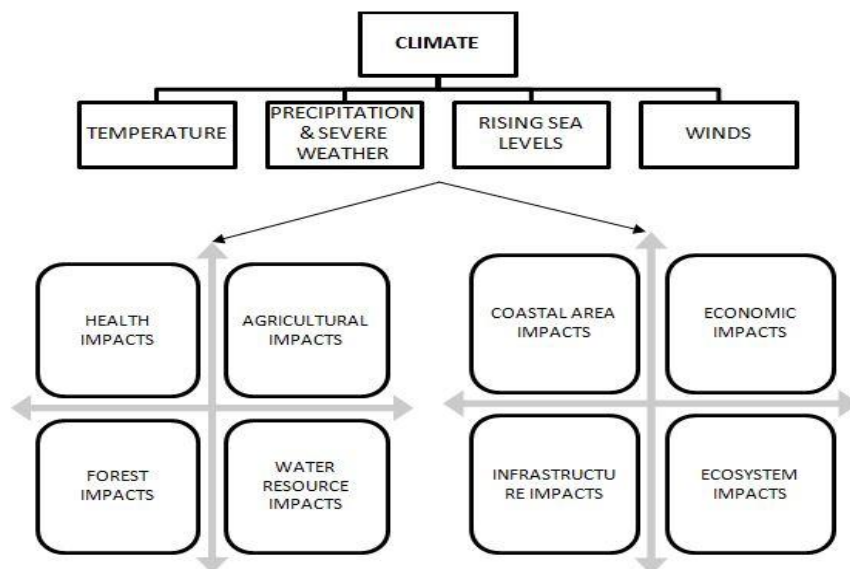 CLIMATE
TEMPERATURE
PRECIPITATION
& SEVERE
WEATHER
RISING SEA
LEVELS
WINDS
HEALTH
IMPACTS
AGRICULTURAL
IMPACTS
FOREST
IMPACTS
WATER
RESOURCE
IMPACTS
COASTAL AREA
IMPACTS
ECONOMIC
IMPACTS
INFRASTRUCTU
RE IMPACTS
ECOSYSTEM
IMPACTS